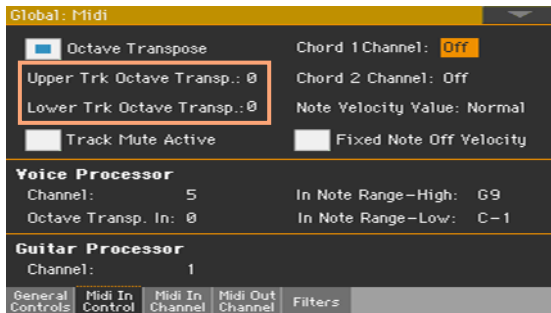 Global: Midi
Octave Transpose
Chord 1 Channel: Off
Upper Trk Octave Transp.: 0
Chord 2 Channel: Off
Lower Trk Octave Transp.:0
Note Velocity Value: Normal
Track Mute Active
Fixed Note Off Velocity
Voice Processor
Channel: 5
In Note Range-High: G9
Octave Transp. In: 0
In Note Range-Low: C-1
Guitar Processor
Channel: 1
General Controls
Midi In Control
Midi In Channel
Midi Out Channel
Filters